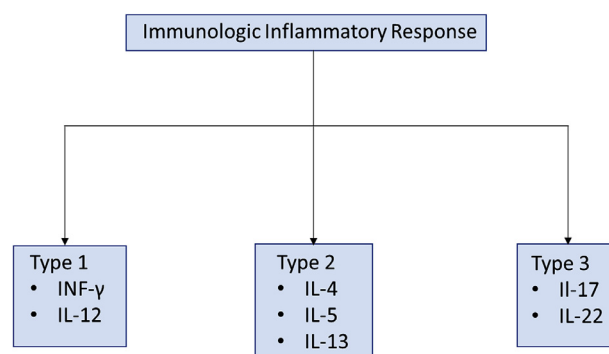 Immunologic Inflammatory Response
Type 1
• INF-γ
• IL-12
Type 2
• IL-4
• IL-5
• IL-13
Type 3
• Il-17
• IL-22